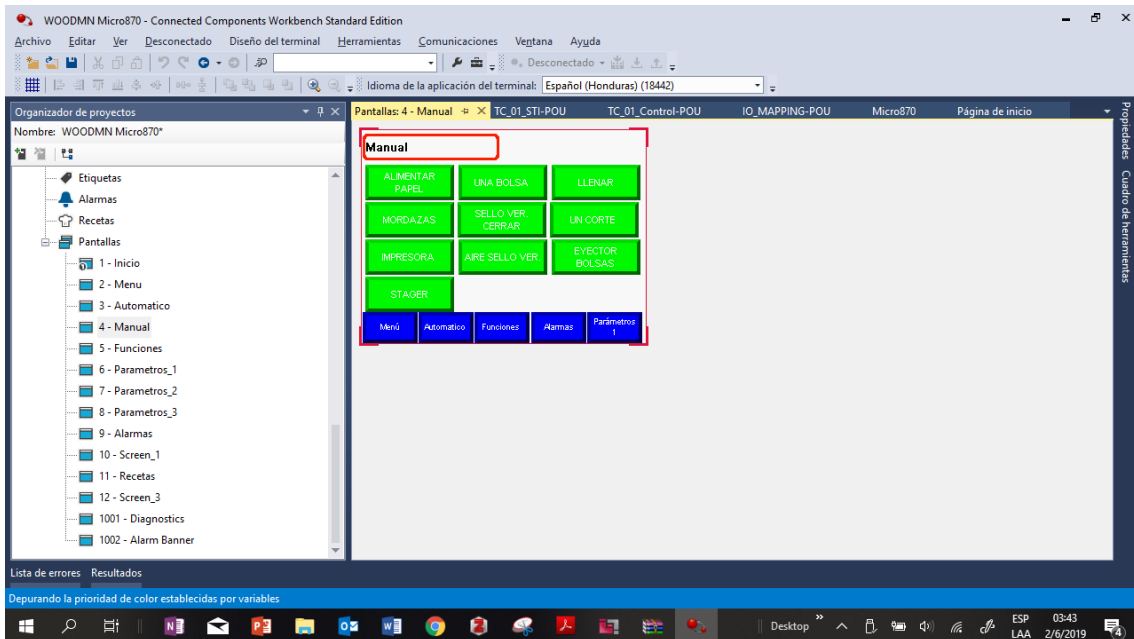 WOODMN Micro870 - Connected Components Workbench Standard Edition
Archivo Editar Ver Desconectado Diseño del terminal Herramientas Comunicaciones Ventana Ayuda
Desconectado
Idioma de la aplicación del terminal: Español (Honduras) (18442)
Organizador de proyectos
Pantallas: 4 - Manual TC_01_STI-POU TC_01_Control-POU IO_MAPPING-POU Micro870 Página de inicio
Nombre: WOODMN Micro870*
Etiquetas
Alarmas
Recetas
Pantallas
1 - Inicio
2 - Menu
3 - Automatico
4 - Manual
5 - Funciones
6 - Parametros_1
7 - Parametros_2
8 - Parametros_3
9 - Alarmas
10 - Screen_1
11 - Recetas
12 - Screen_3
1001 - Diagnostics
1002 - Alarm Banner
Manual
ALIMENTAR
PAPEL
UNA BOLSA
LLENAR
MORDAZAS
SELLO VER.
CERRAR
UN CORTE
IMPRESORA
AIRE SELLO VER
EYECTOR
BOLSAS
STAGER
Menú
Automatico
Funciones
Alarmas
Parámetros
1
Propiedades
Cuadro de herramientas
Lista de errores Resultados
Depurando la prioridad de color establecidas por variables
Desktop
ESP
LAA
03:43
2/6/2019
4